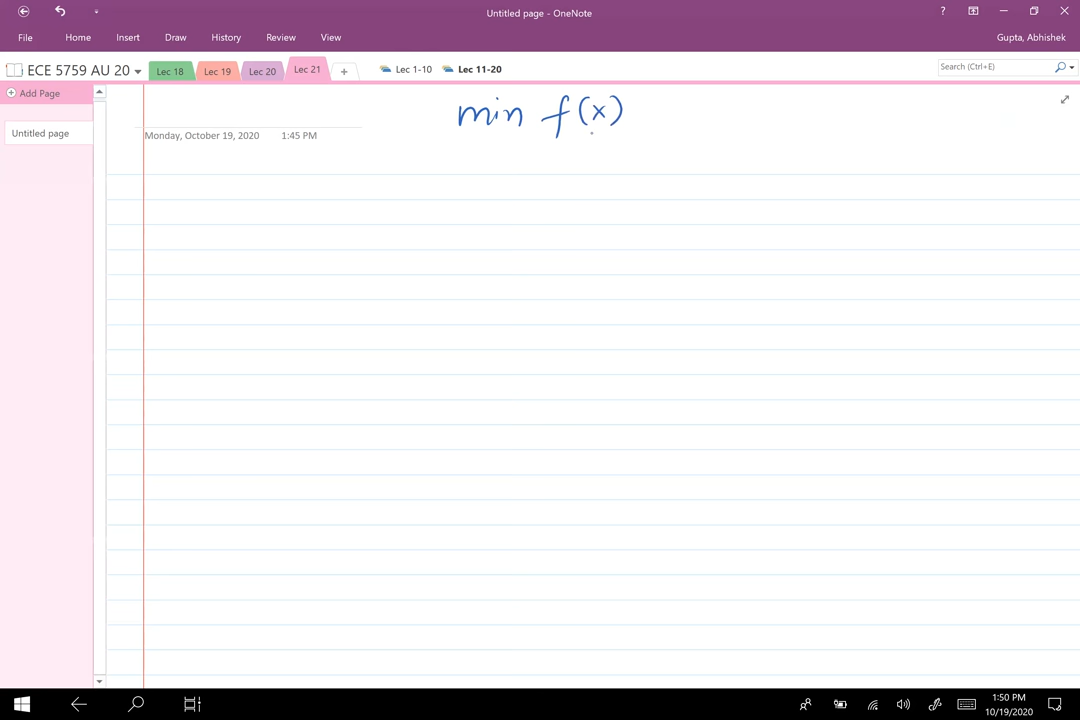 Untitled page - OneNote
?
File Home Insert Draw History Review View
Gupta, Abhishek
ECE 5759 AU 20
Lec 18
Lec 19
Lec 20
Lec 21
+
Lec 1-10
Lec 11-20
Search (Ctrl+E)
Add Page
Untitled page
min f(x)
Monday, October 19, 2020 1:45 PM
1:50 PM
10/19/2020